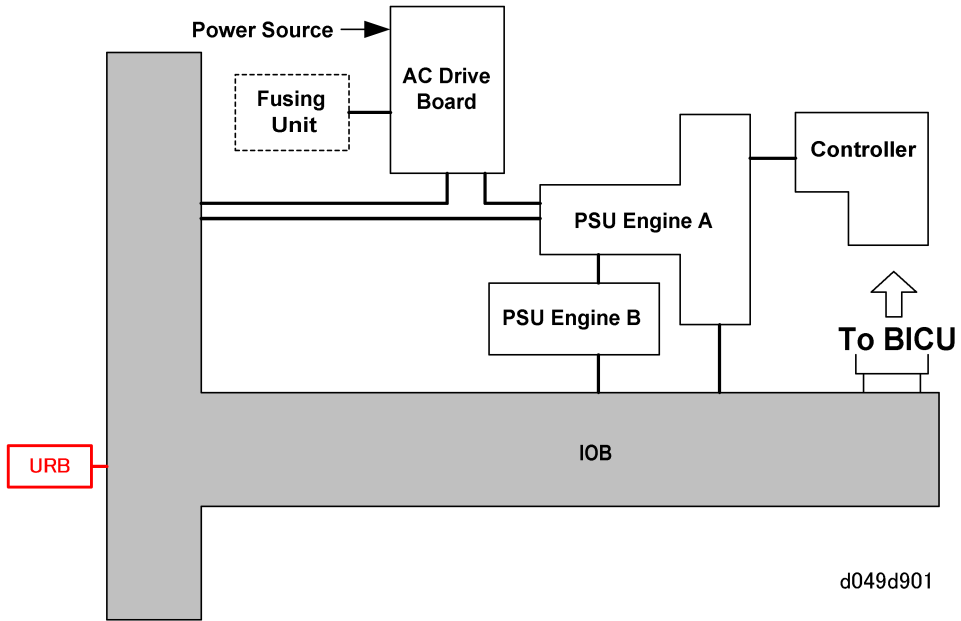 Power Source
AC Drive
Board
Fusing
Unit
Controller
PSU Engine A
PSU Engine B
To BICU
IOB
URB
d049d901